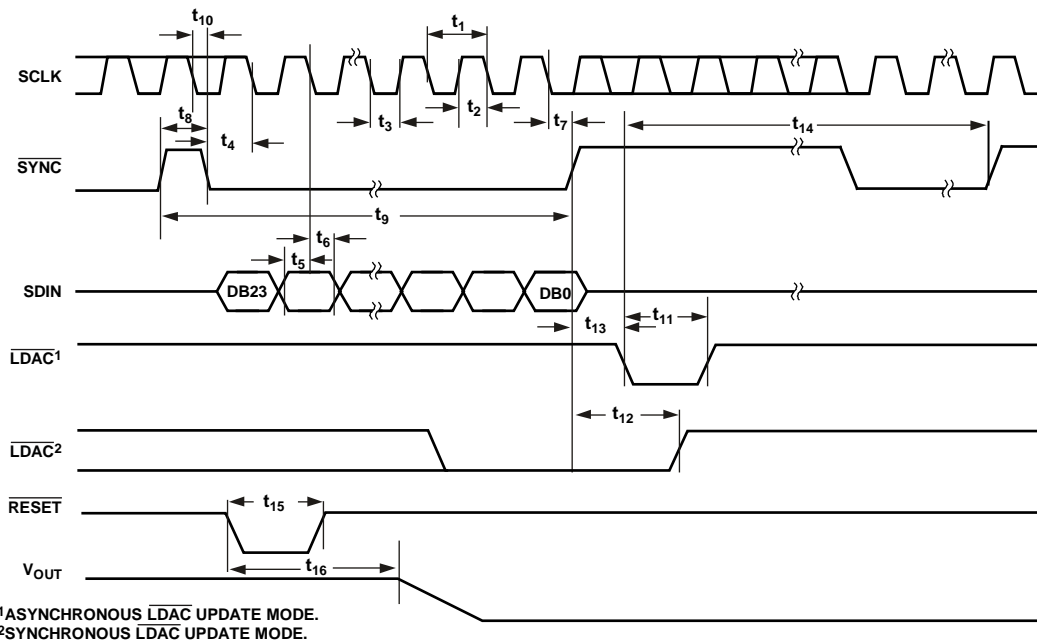 t10
t1
SCLK
t8
t4
t3
t2
t7
t14
SYNC
t9
t6
t5
SDIN
DB23
DB0
t13
t11
LDAC1
t12
LDAC2
RESET
t15
VOUT
t16
1ASYNCHRONOUS LDAC UPDATE MODE.
2SYNCHRONOUS LDAC UPDATE MODE.